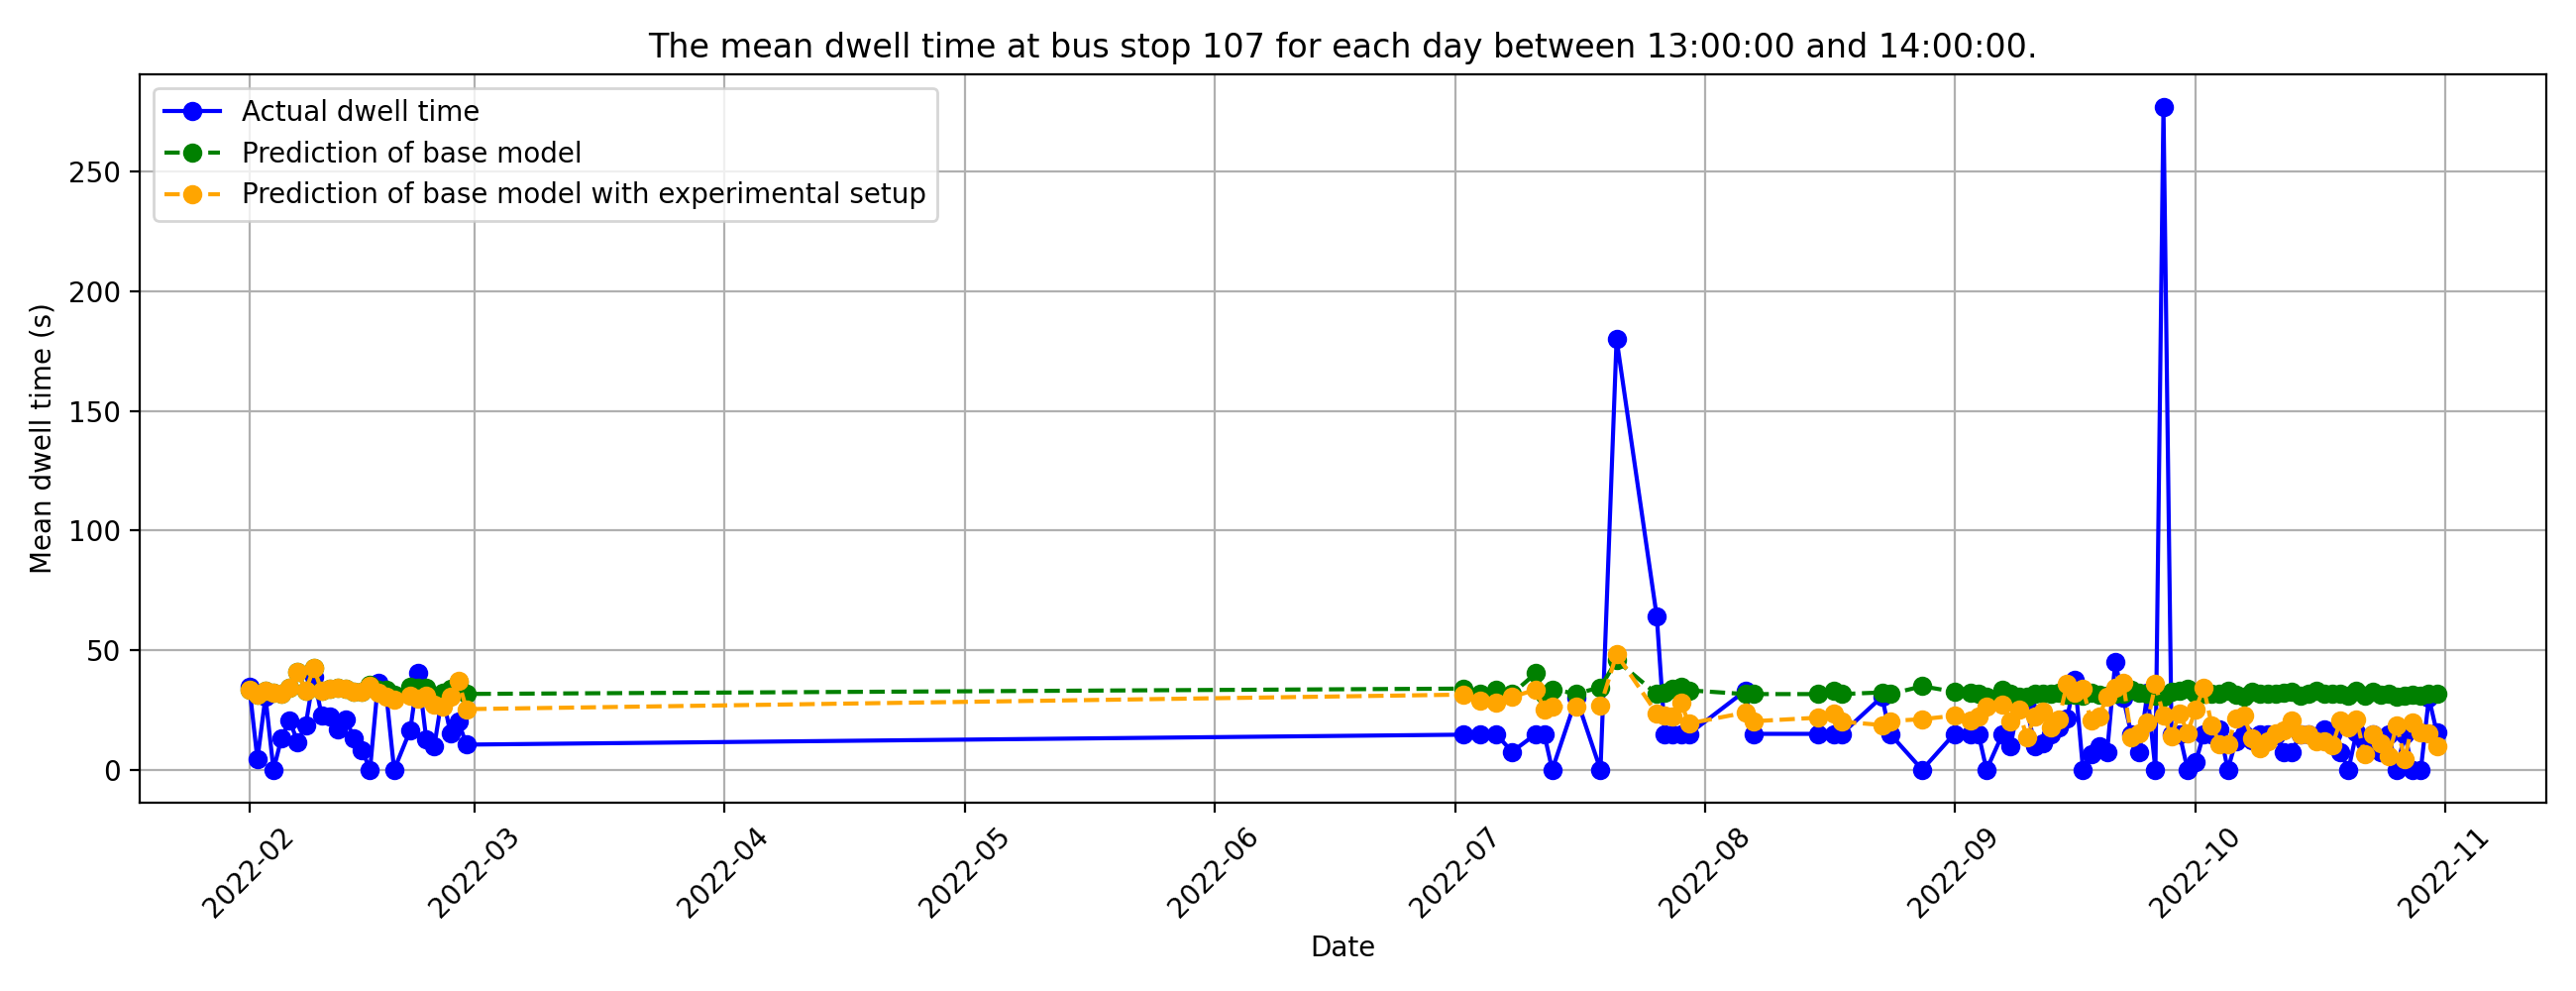 The mean dwell time at bus stop 107 for each day between 13:00:00 and 14:00:00.
Actual dwell time
Prediction of base model
Prediction of base model with experimental setup
Mean dwell time (s)
250
200
150
100
50
0
2022-02
2022-03
2022-04
2022-05
2022-06
2022-07
2022-08
2022-09
2022-10
2022-11
Date